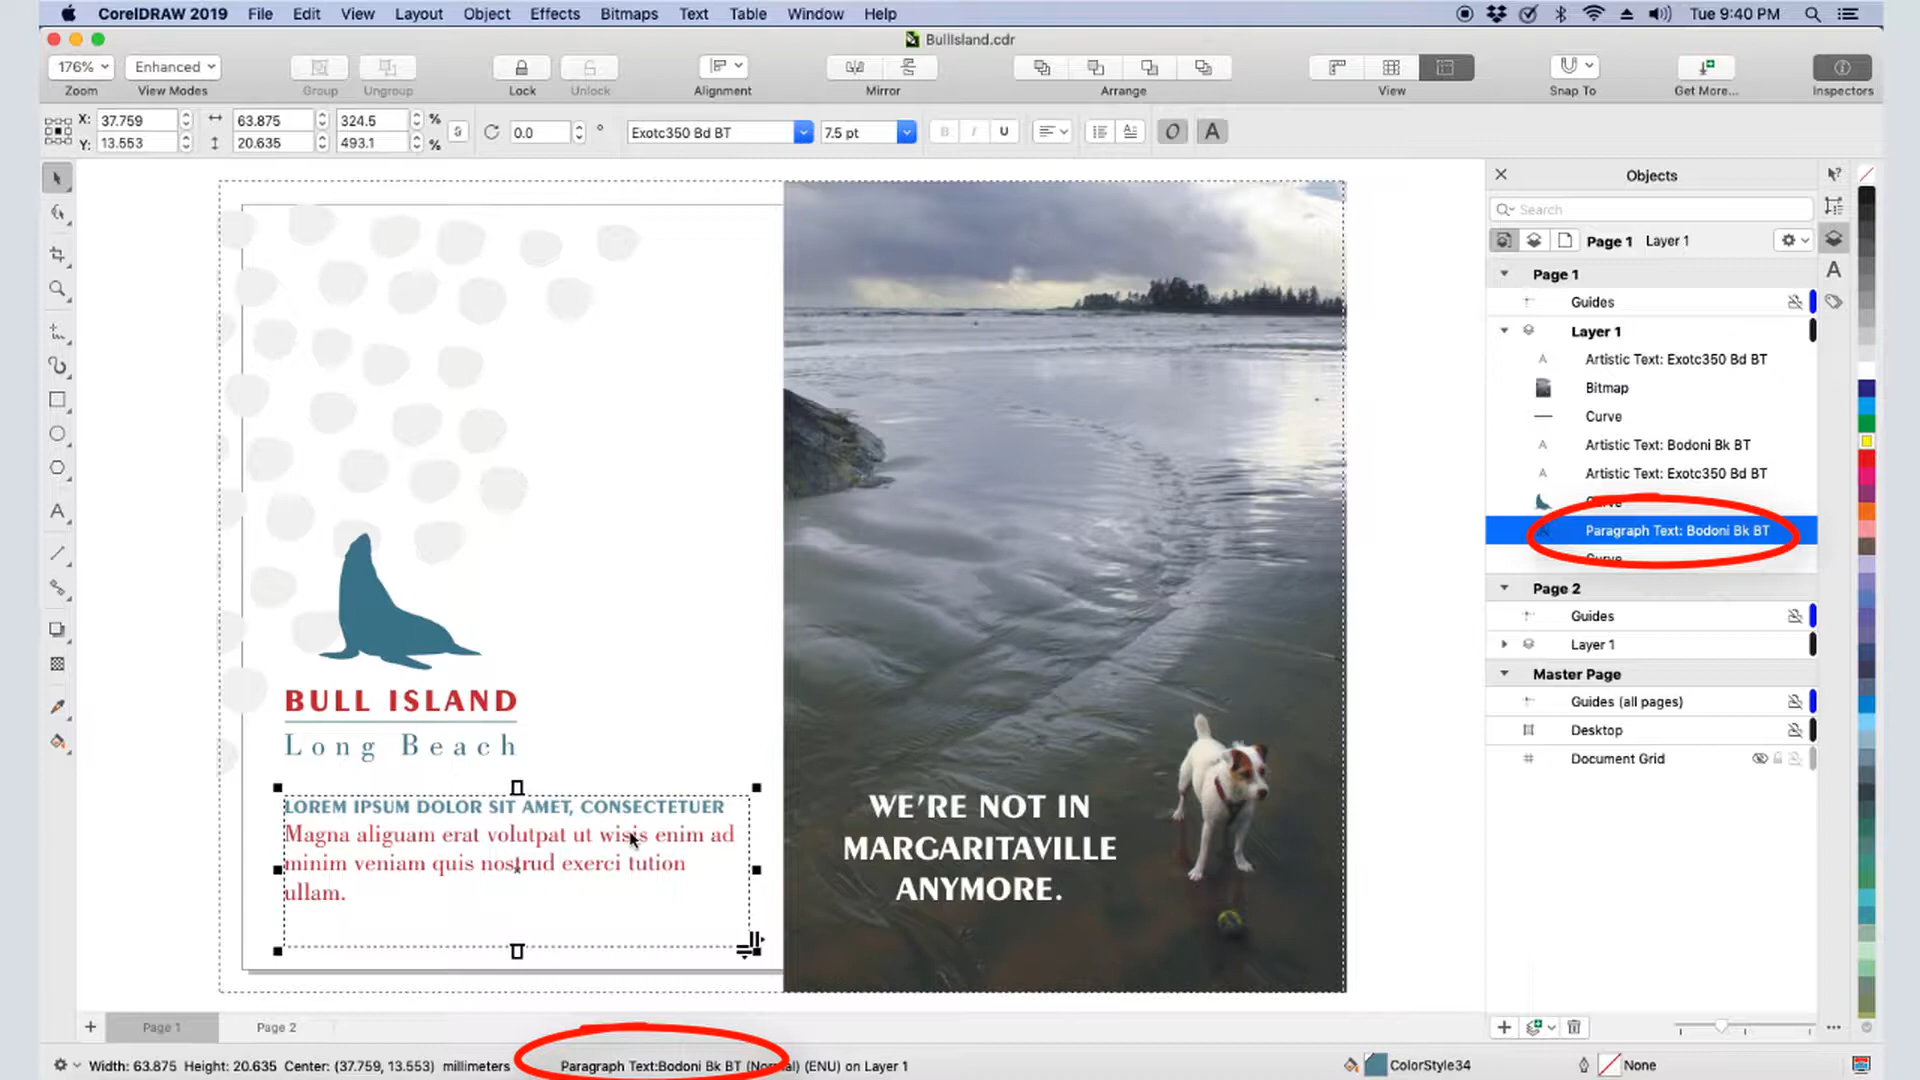 CorelDRAW 2019 File Edit View Layout Object Effects Bitmaps Text Table Window Help Tue 9:40 PM
BullIsland.cdr
176% Enhanced
Zoom View Modes Group Ungroup Lock Unlock Alignment Mirror Arrange View Snap To Get More... Inspectors
X: 37.759 63.875 324.5 %
Y: 13.553 20.635 493.1 %
0.0 ° Exotc350 Bd BT 7.5 pt B I U O A
Objects
Search
Page 1 Layer 1
Page 1
Guides
Layer 1
Artistic Text: Exotc350 Bd BT
Bitmap
Curve
Artistic Text: Bodoni Bk BT
Artistic Text: Exotc350 Bd BT
Curve
Paragraph Text: Bodoni Bk BT
Curve
Page 2
Guides
Layer 1
Master Page
Guides (all pages)
Desktop
Document Grid
BULL ISLAND
Long Beach
LOREM IPSUM DOLOR SIT AMET, CONSECTETUER
Magna aliguam erat volutpat ut wisis enim ad
minim veniam quis nostrud exerci tution
ullam.
WE'RE NOT IN
MARGARITAVILLE
ANYMORE.
Page 1 Page 2
Width: 63.875 Height: 20.635 Center: (37.759, 13.553) millimeters Paragraph Text:Bodoni Bk BT (Normal) (ENU) on Layer 1 ColorStyle34 None